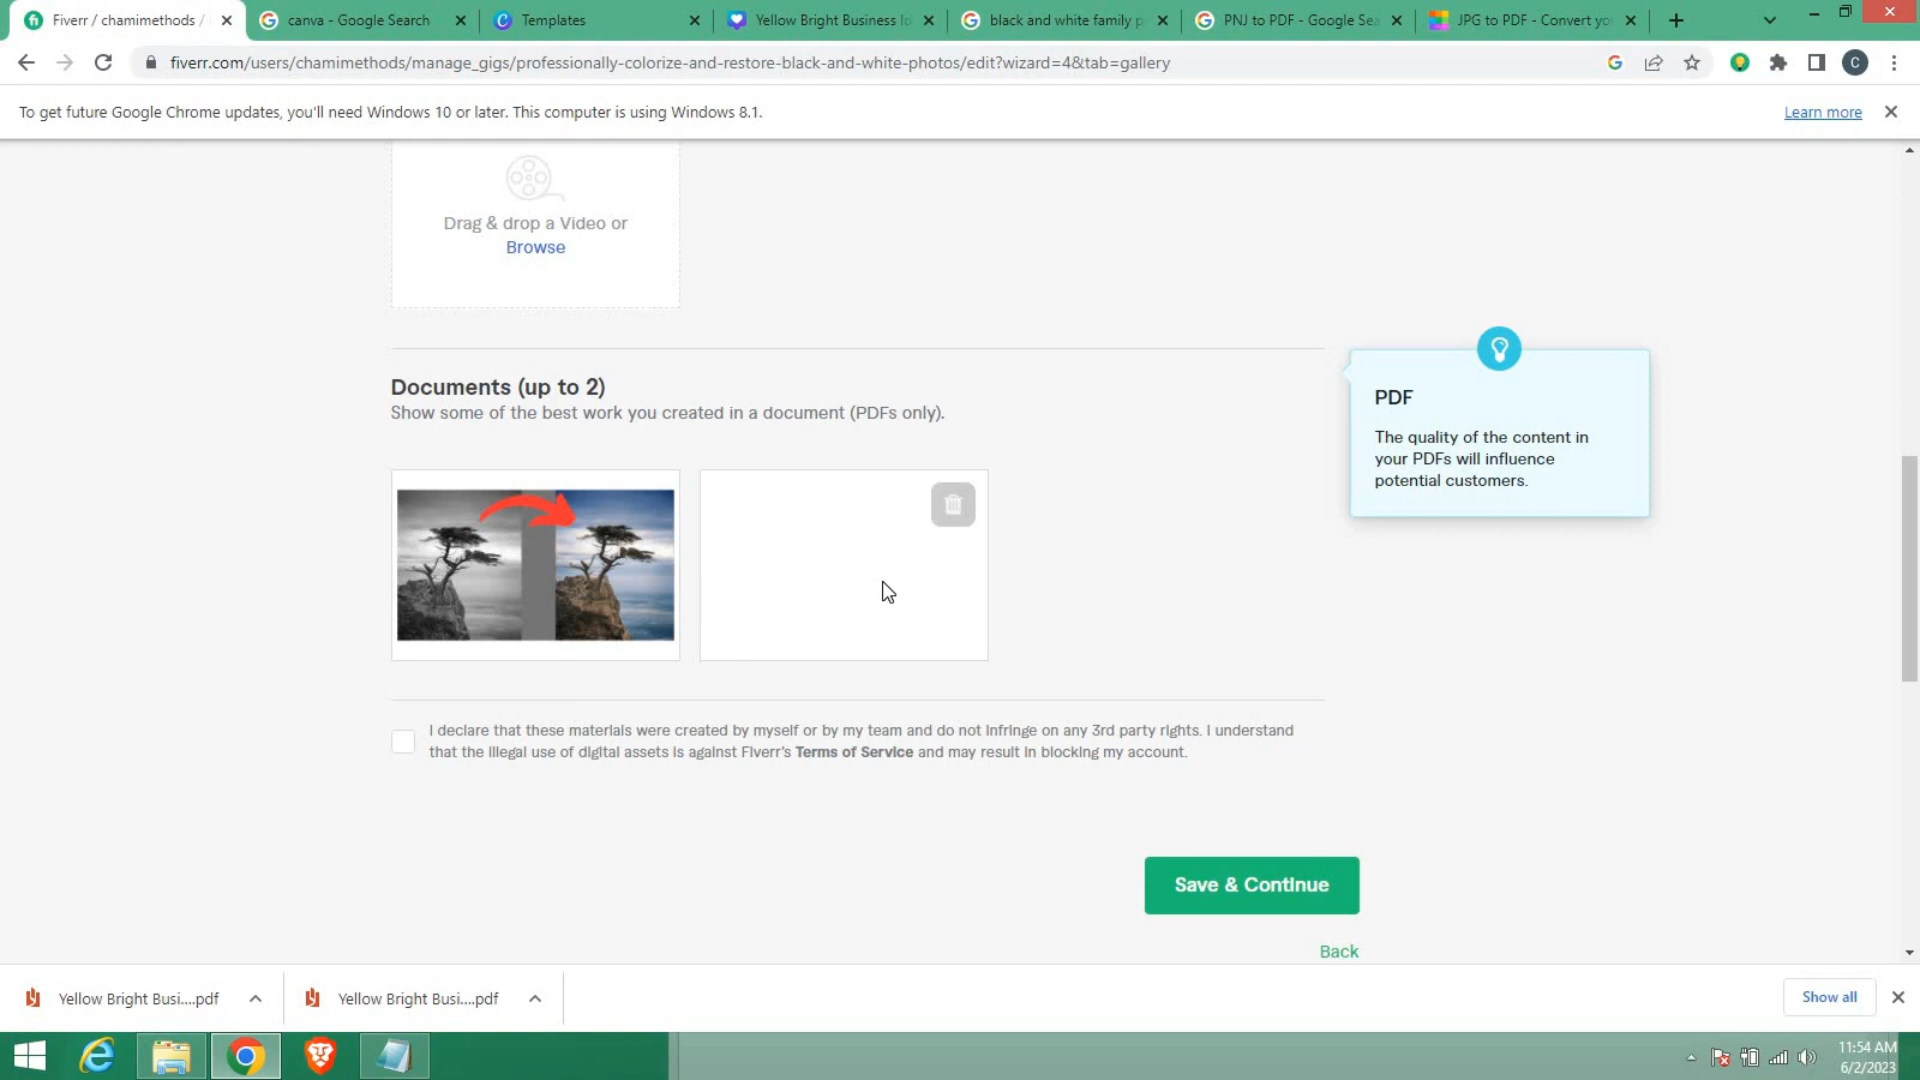 Fiverr / chamimethods /
canva - Google Search
Templates
Yellow Bright Business Id
black and white family p
PNJ to PDF - Google Sea
JPG to PDF - Convert you
fiverr.com/users/chamimethods/manage_gigs/professionally-colorize-and-restore-black-and-white-photos/edit?wizard=4&tab=gallery
C
To get future Google Chrome updates, you'll need Windows 10 or later. This computer is using Windows 8.1.
Learn more
Drag & drop a Video or
Browse
Documents (up to 2)
Show some of the best work you created in a document (PDFs only).
PDF
The quality of the content in
your PDFs will influence
potential customers.
I declare that these materials were created by myself or by my team and do not infringe on any 3rd party rights. I understand
that the illegal use of digital assets is against Fiverr's Terms of Service and may result in blocking my account.
Save & Continue
Back
Yellow Bright Busi....pdf
Yellow Bright Busi....pdf
Show all
11:54 AM
6/2/2023